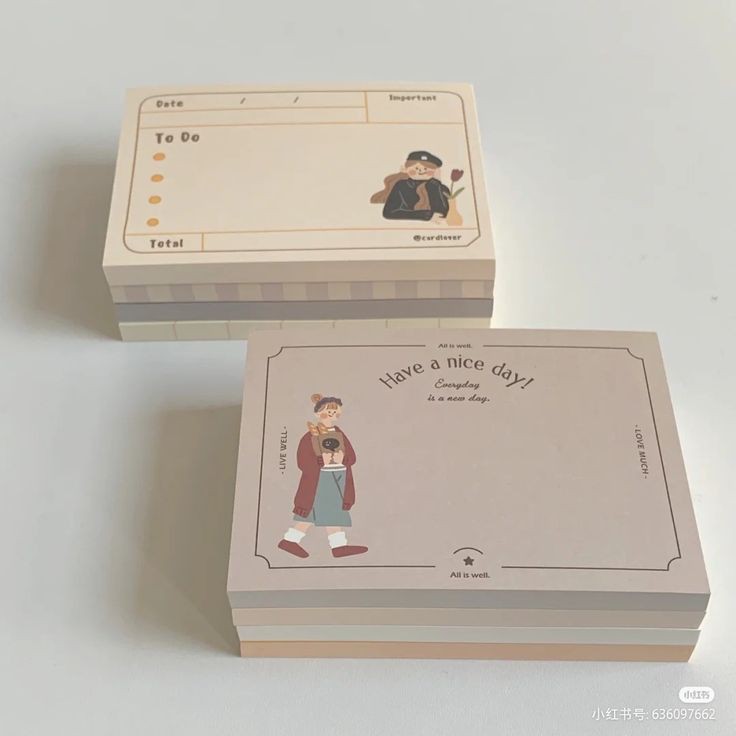 Date / / Important
To Do
Total
@cardlover
All is well.
Have a nice day!
Everyday
is a new day.
- LIVE WELL -
- LOVE MUCH -
All is well.
小红书
小红书号: 636097662